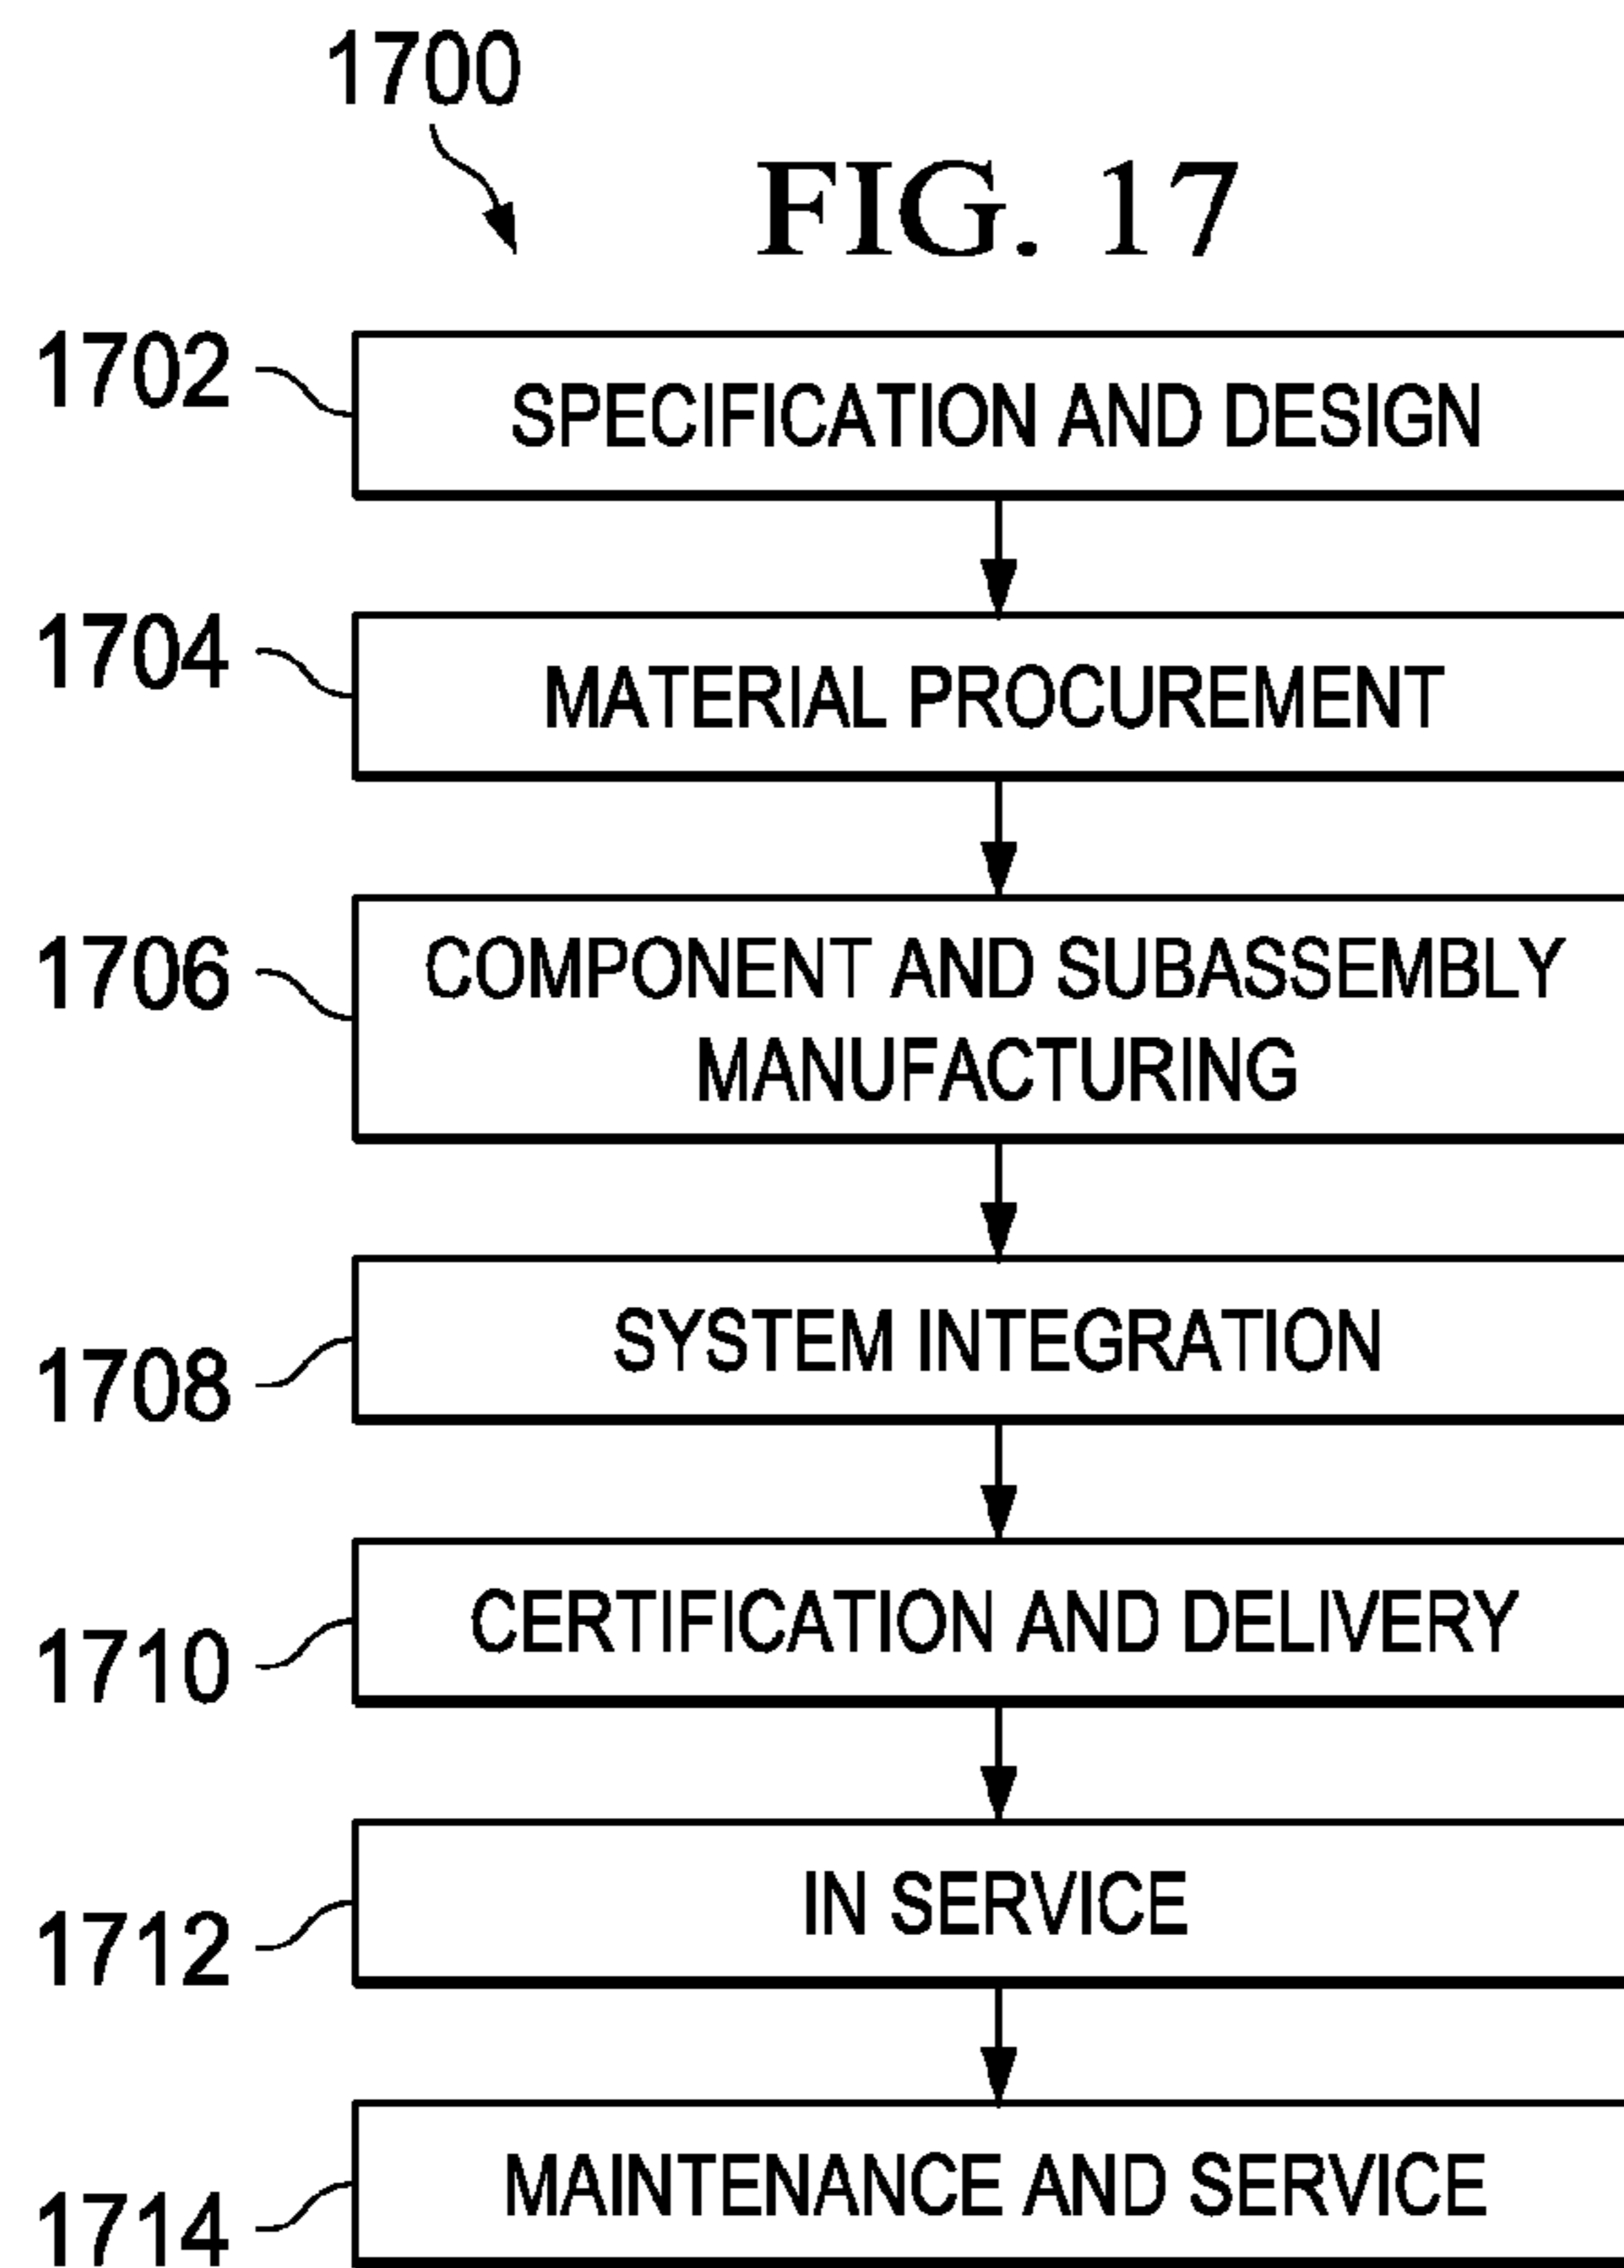 1700
FIG. 17
1702
SPECIFICATION AND DESIGN
1704
MATERIAL PROCUREMENT
1706
COMPONENT AND SUBASSEMBLY
MANUFACTURING
1708
SYSTEM INTEGRATION
1710
CERTIFICATION AND DELIVERY
1712
IN SERVICE
1714
MAINTENANCE AND SERVICE